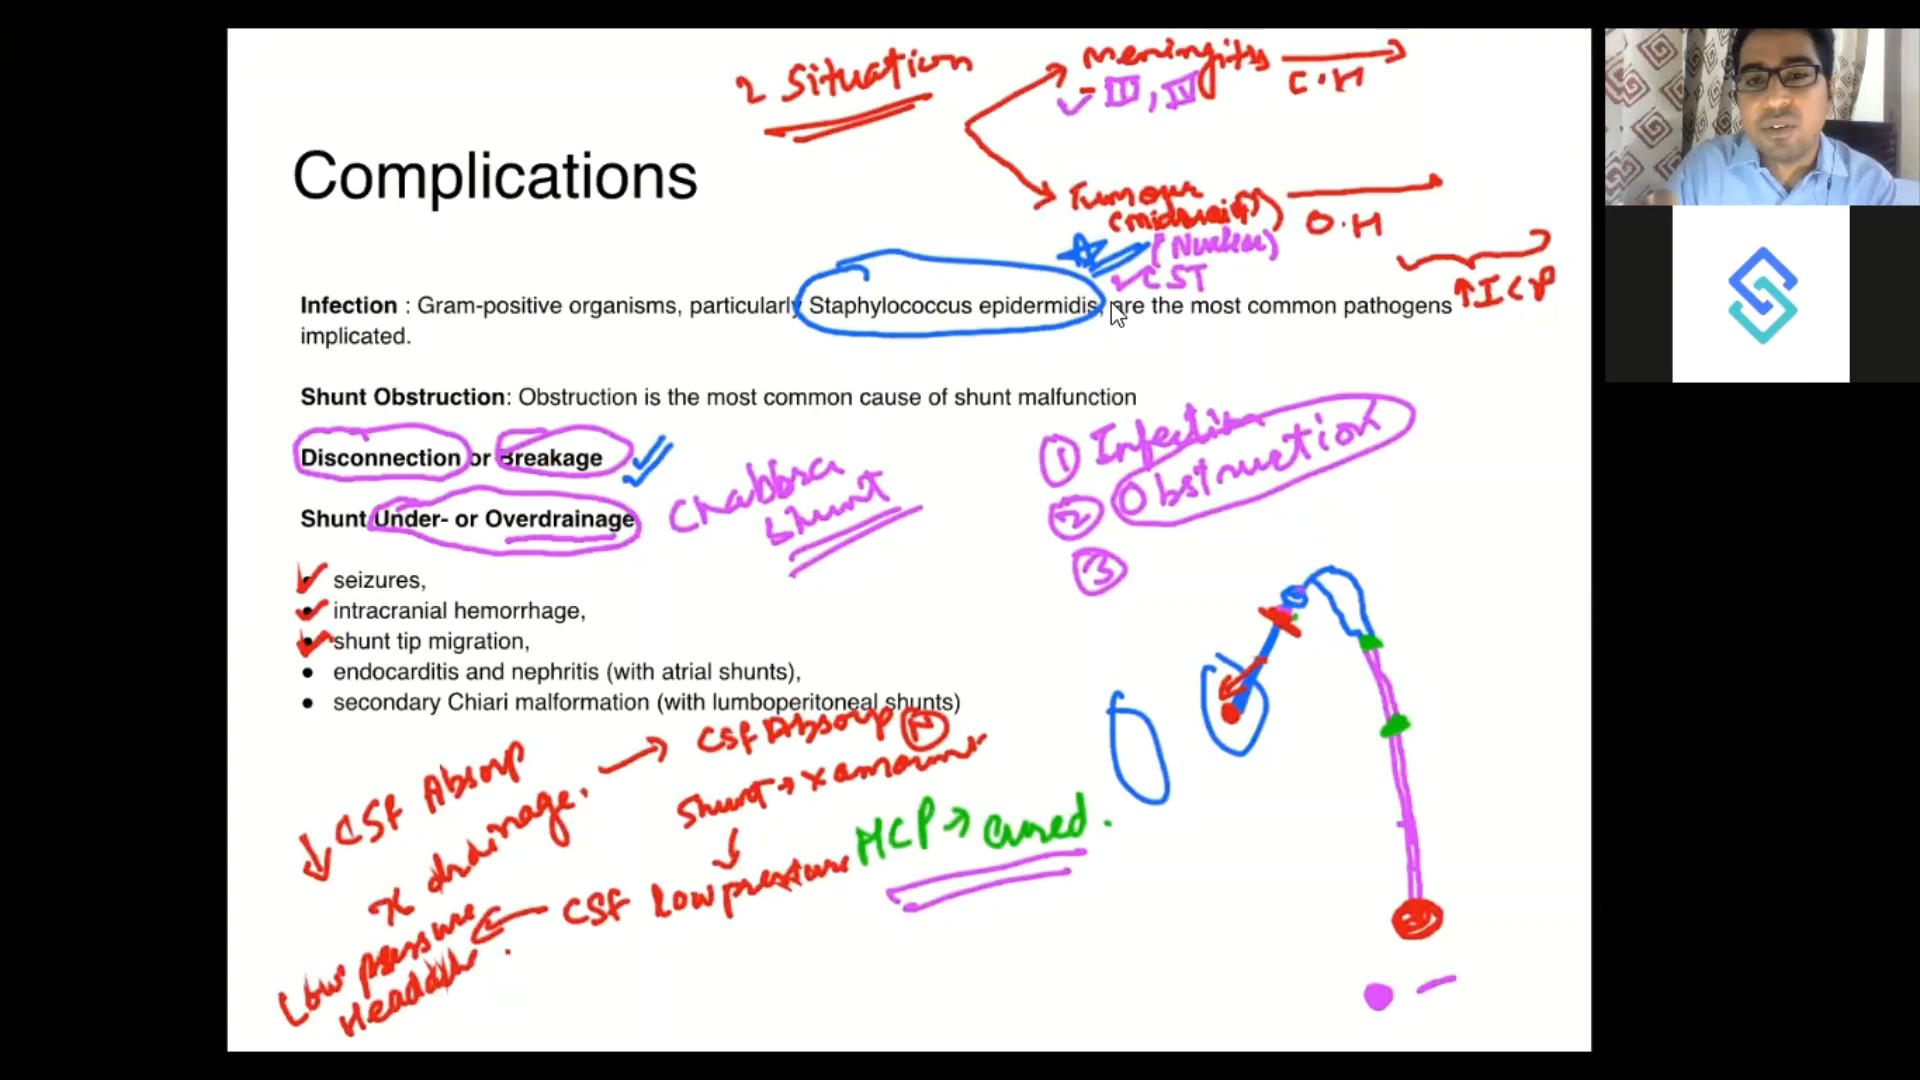 2 Situation
Meningitis
C.H
- III, IV
Complications
Tumour
O.H
(Nuclear)
CST
↑ICP
Infection : Gram-positive organisms, particularly Staphylococcus epidermidis, are the most common pathogens
implicated.
Shunt Obstruction: Obstruction is the most common cause of shunt malfunction
① Infection
Disconnection or Breakage
② Obstruction
Chabbra
Shunt
Shunt Under- or Overdrainage
③
seizures,
intracranial hemorrhage,
shunt tip migration,
endocarditis and nephritis (with atrial shunts),
secondary Chiari malformation (with lumboperitoneal shunts)
→ CSF Absorp N
↓ CSF Absorp
Shunt → x amount
x drainage.
↓
MCP → Cured.
CSF Low pressure
Low pressure
Headache